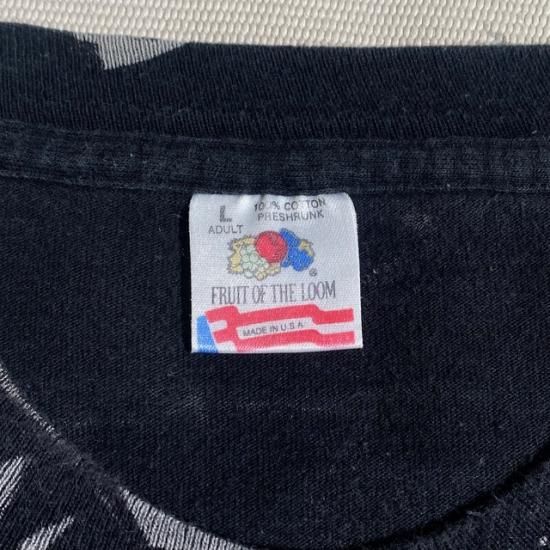 L
ADULT
100% COTTON
PRESHRUNK
®
FRUIT OF THE LOOM
MADE IN U.S.A.